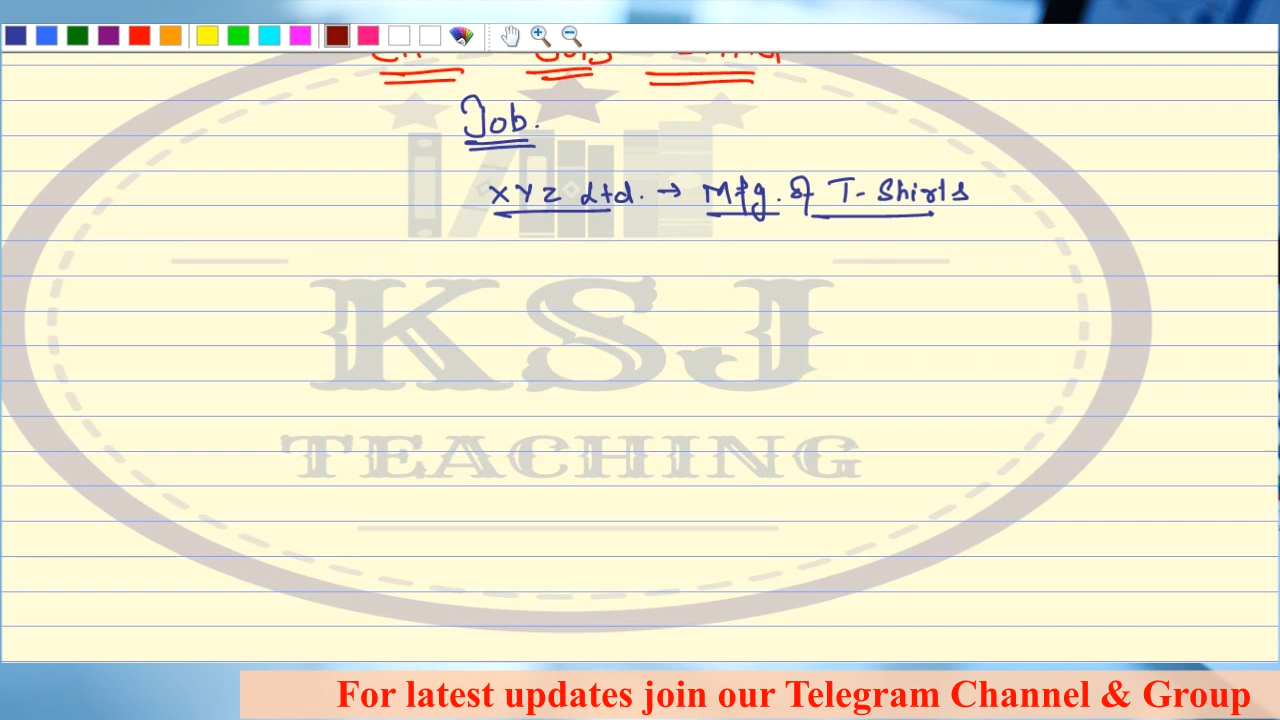 Job.
XYZ Ltd. → Mfg. of T-Shirts
KSJ
TEACHING
For latest updates join our Telegram Channel & Group